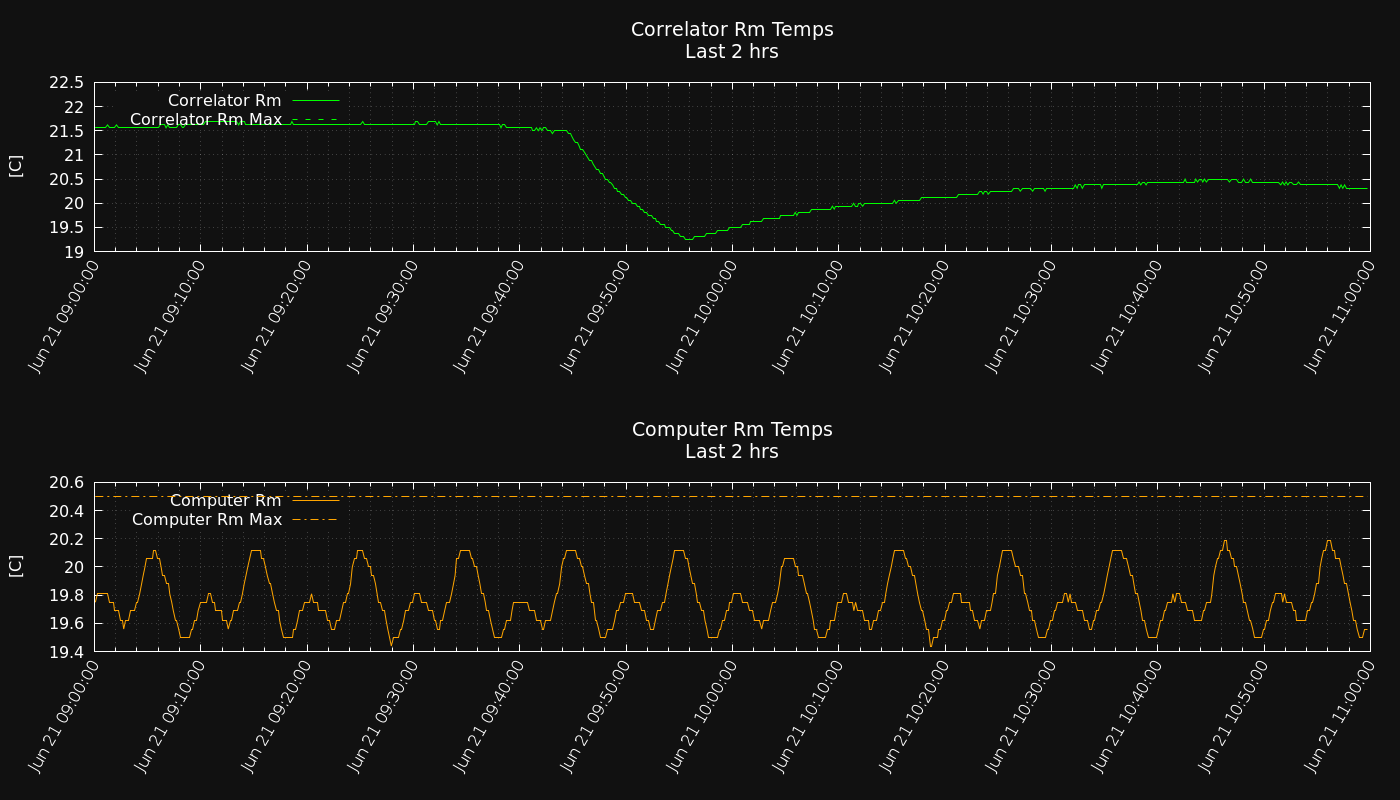 Correlator Rm Temps
Last 2 hrs
22.5
22
21.5
21
20.5
20
19.5
19
[C]
Correlator Rm
Correlator Rm Max
Jun 21 09:00:00
Jun 21 09:10:00
Jun 21 09:20:00
Jun 21 09:30:00
Jun 21 09:40:00
Jun 21 09:50:00
Jun 21 10:00:00
Jun 21 10:10:00
Jun 21 10:20:00
Jun 21 10:30:00
Jun 21 10:40:00
Jun 21 10:50:00
Jun 21 11:00:00
Computer Rm Temps
Last 2 hrs
20.6
20.4
20.2
20
19.8
19.6
19.4
[C]
Computer Rm
Computer Rm Max
Jun 21 09:00:00
Jun 21 09:10:00
Jun 21 09:20:00
Jun 21 09:30:00
Jun 21 09:40:00
Jun 21 09:50:00
Jun 21 10:00:00
Jun 21 10:10:00
Jun 21 10:20:00
Jun 21 10:30:00
Jun 21 10:40:00
Jun 21 10:50:00
Jun 21 11:00:00